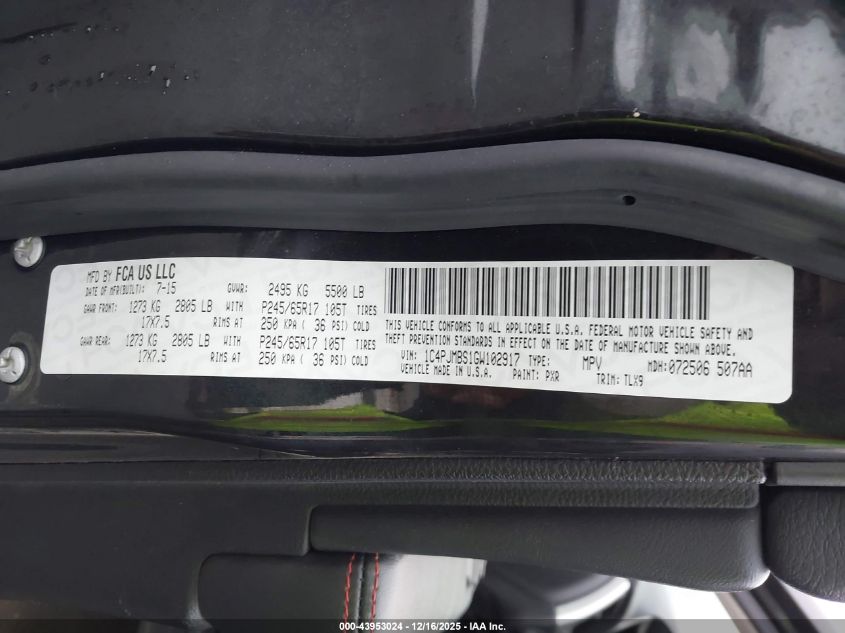 MFD BY FCA US LLC
DATE OF MFR(BUILT): 7-15 GVWR: 2495 KG 5500 LB
GAWR FRONT: 1273 KG 2805 LB WITH P245/65R17 105T TIRES
17X7.5 RIMS AT 250 KPA ( 36 PSI) COLD
GAWR REAR: 1273 KG 2805 LB WITH P245/65R17 105T TIRES
17X7.5 RIMS AT 250 KPA ( 36 PSI) COLD
THIS VEHICLE CONFORMS TO ALL APPLICABLE U.S.A. FEDERAL MOTOR VEHICLE SAFETY AND
THEFT PREVENTION STANDARDS IN EFFECT ON THE DATE OF MANUFACTURE SHOWN ABOVE.
VIN: 1C4PJMBS1GW102917 TYPE: MPV MDH: 072506 507AA
VEHICLE MADE IN U.S.A. PAINT: PXR TRIM: TLX9
000-43953024 - 12/16/2025 - IAA Inc.